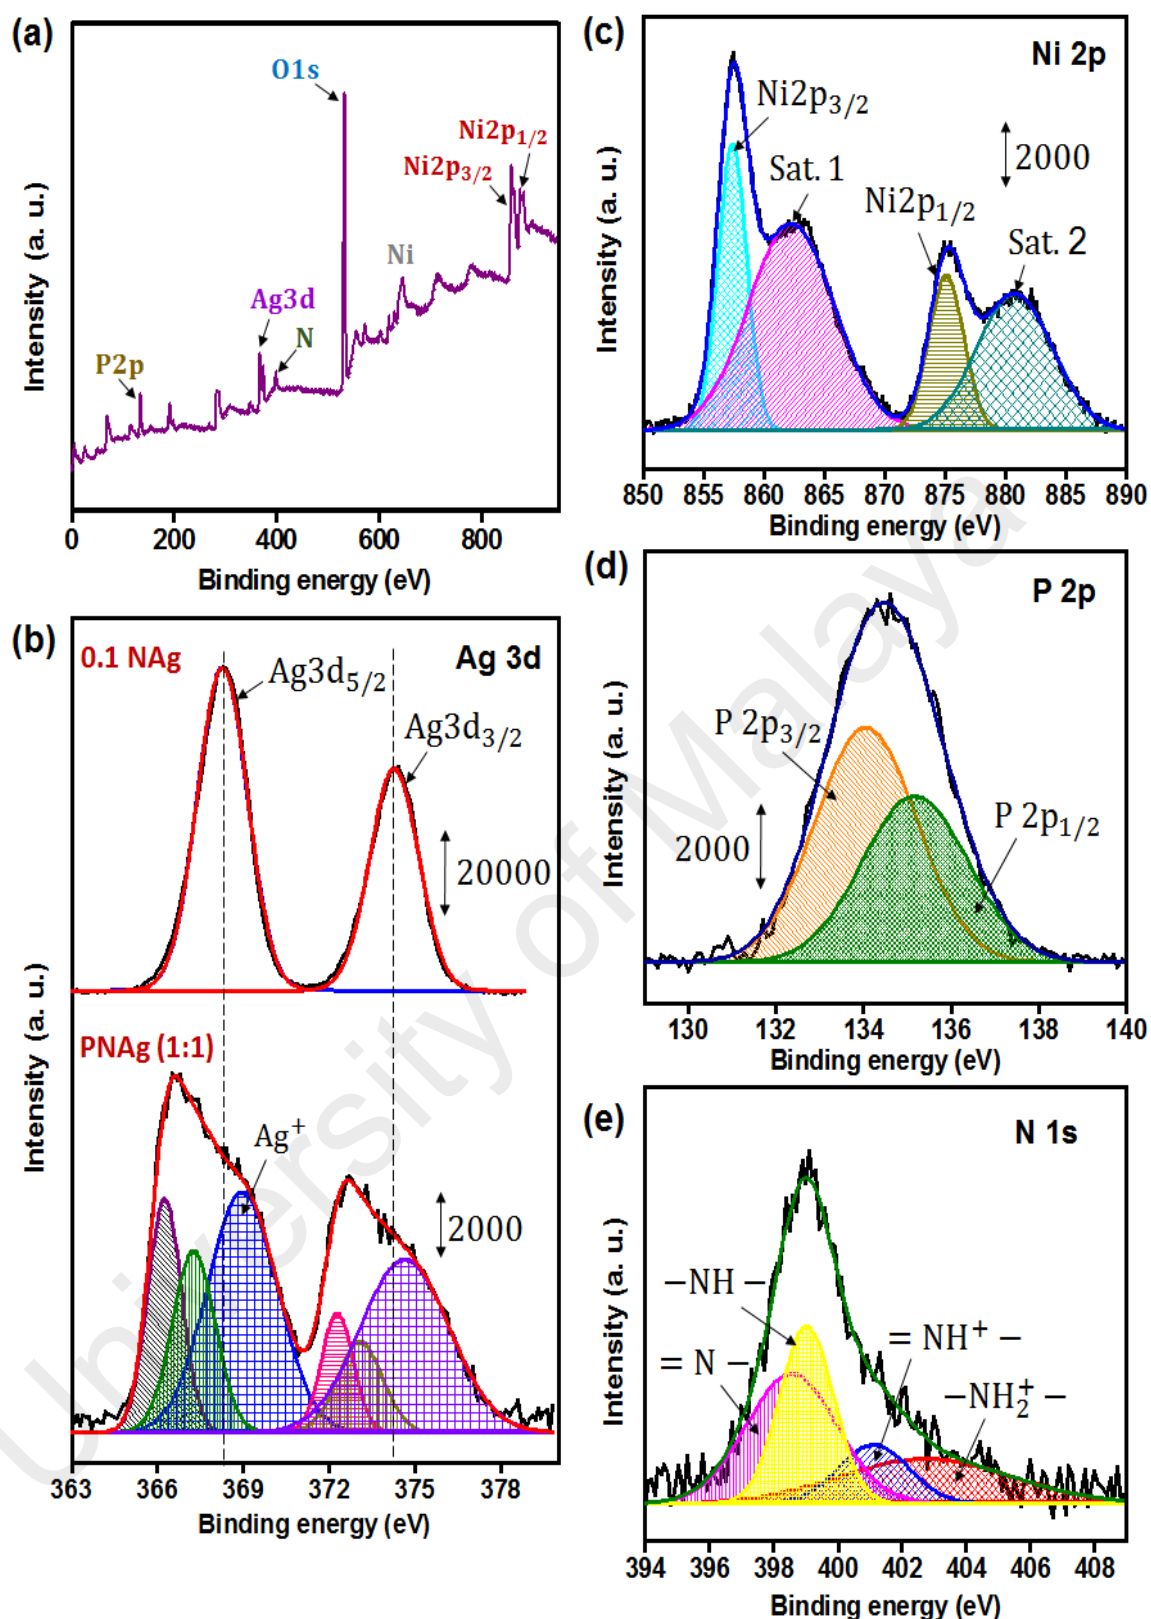 (a)
O1s
Ni2p1/2
Ni2p3/2
Ni
Ag3d
N
P2p
Intensity (a. u.)
0 200 400 600 800
Binding energy (eV)
(b)
0.1 NAg
Ag 3d
Ag3d5/2
Ag3d3/2
20000
PNAg (1:1)
Ag+
2000
Intensity (a. u.)
Intensity (a. u.)
363 366 369 372 375 378
Binding energy (eV)
(c)
Ni 2p
Ni2p3/2
Sat. 1
2000
Ni2p1/2
Sat. 2
Intensity (a. u.)
850 855 860 865 870 875 880 885 890
Binding energy (eV)
(d)
P 2p
P 2p3/2
P 2p1/2
2000
Intensity (a. u.)
130 132 134 136 138 140
Binding energy (eV)
(e)
N 1s
−NH −
= NH+ −
= N −
−NH2+ −
Intensity (a. u.)
394 396 398 400 402 404 406 408
Binding energy (eV)
University of Malaya